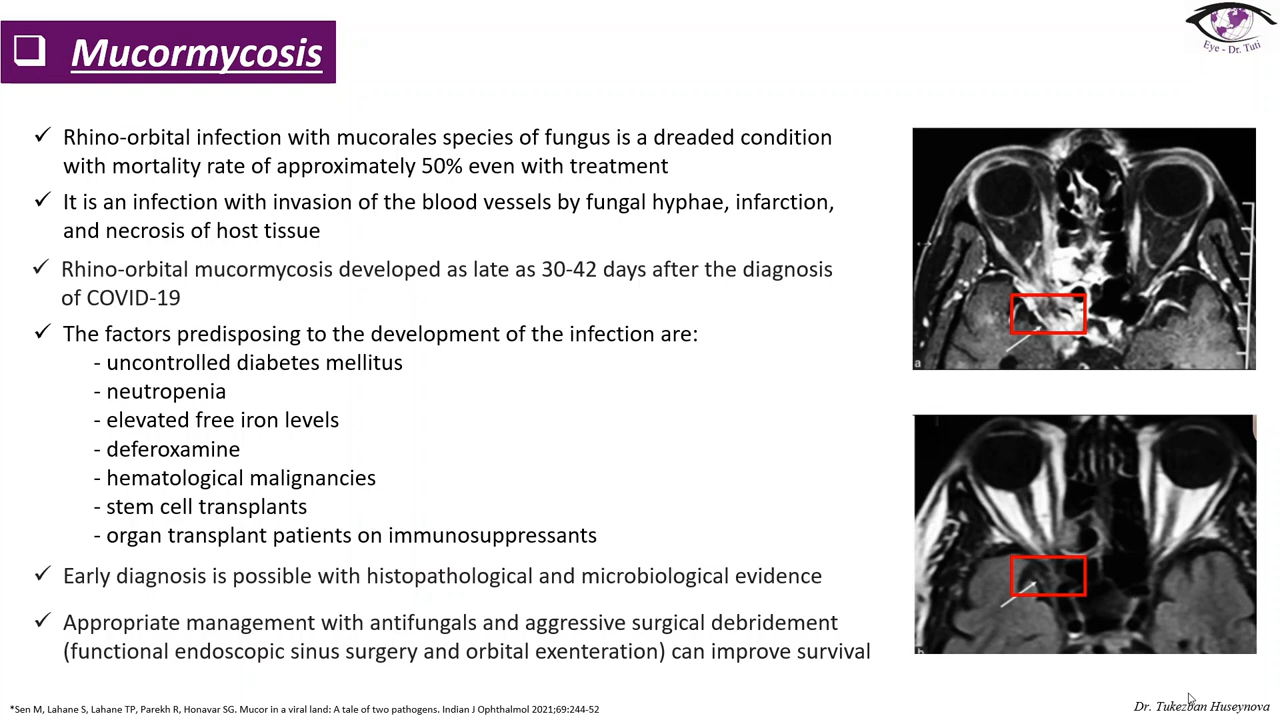 Mucormycosis
Eye - Dr. Tuti
✓ Rhino-orbital infection with mucorales species of fungus is a dreaded condition
with mortality rate of approximately 50% even with treatment
✓ It is an infection with invasion of the blood vessels by fungal hyphae, infarction,
and necrosis of host tissue
✓ Rhino-orbital mucormycosis developed as late as 30-42 days after the diagnosis
of COVID-19
✓ The factors predisposing to the development of the infection are:
- uncontrolled diabetes mellitus
- neutropenia
- elevated free iron levels
- deferoxamine
- hematological malignancies
- stem cell transplants
- organ transplant patients on immunosuppressants
✓ Early diagnosis is possible with histopathological and microbiological evidence
✓ Appropriate management with antifungals and aggressive surgical debridement
(functional endoscopic sinus surgery and orbital exenteration) can improve survival
a
b
*Sen M, Lahane S, Lahane TP, Parekh R, Honavar SG. Mucor in a viral land: A tale of two pathogens. Indian J Ophthalmol 2021;69:244-52
Dr. Tukezban Huseynova